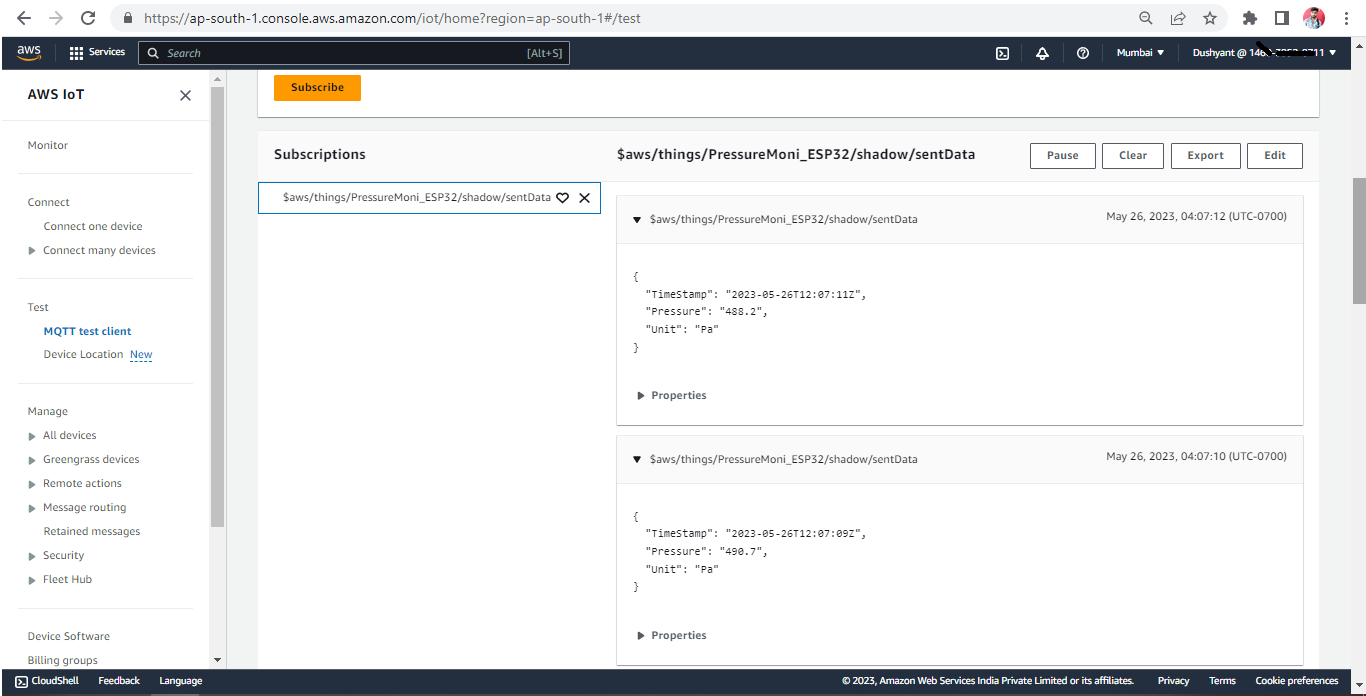 https://ap-south-1.console.aws.amazon.com/iot/home?region=ap-south-1#/test
aws
Services
Search
[Alt+S]
Mumbai
Dushyant @
AWS IoT
Monitor
Connect
Connect one device
Connect many devices
Test
MQTT test client
Device Location New
Manage
All devices
Greengrass devices
Remote actions
Message routing
Retained messages
Security
Fleet Hub
Device Software
Billing groups
Subscribe
Subscriptions
$aws/things/PressureMoni_ESP32/shadow/sentData
$aws/things/PressureMoni_ESP32/shadow/sentData
Pause
Clear
Export
Edit
$aws/things/PressureMoni_ESP32/shadow/sentData
May 26, 2023, 04:07:12 (UTC-0700)
{
"TimeStamp": "2023-05-26T12:07:11Z",
"Pressure": "488.2",
"Unit": "Pa"
}
Properties
$aws/things/PressureMoni_ESP32/shadow/sentData
May 26, 2023, 04:07:10 (UTC-0700)
{
"TimeStamp": "2023-05-26T12:07:09Z",
"Pressure": "490.7",
"Unit": "Pa"
}
Properties
CloudShell
Feedback
Language
© 2023, Amazon Web Services India Private Limited or its affiliates.
Privacy
Terms
Cookie preferences